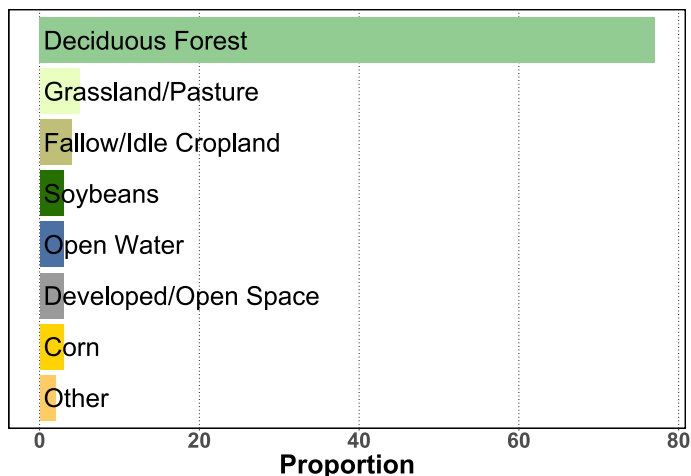 Deciduous Forest
Grassland/Pasture
Fallow/Idle Cropland
Soybeans
Open Water
Developed/Open Space
Corn
Other
0 20 40 60 80
Proportion